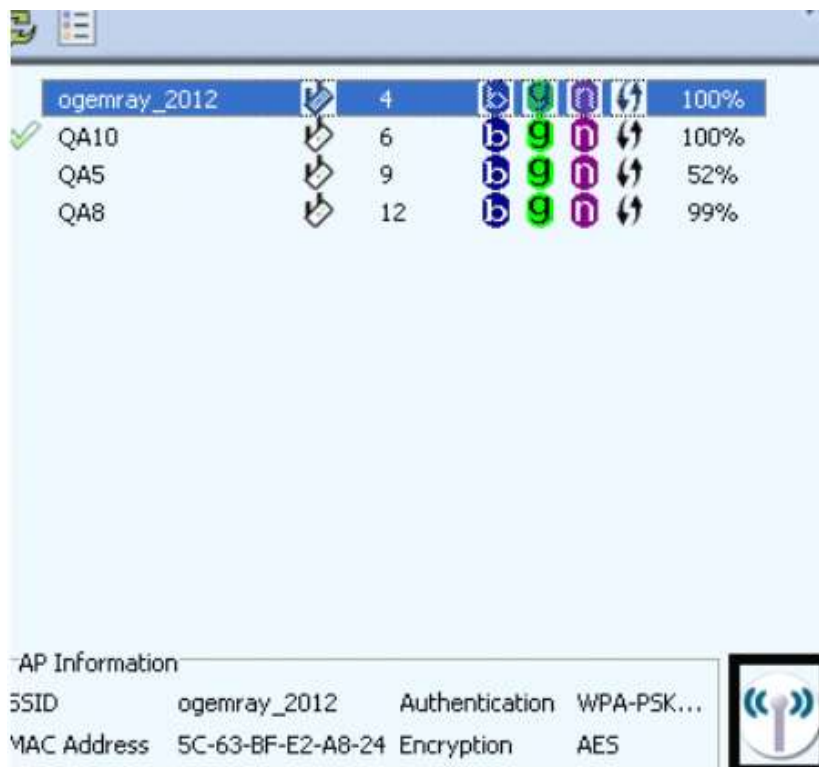 ogemray_2012 4 b g n 100%
QA10 6 b g n 100%
QA5 9 b g n 52%
QA8 12 b g n 99%
AP Information
SSID ogemray_2012 Authentication WPA-PSK...
MAC Address 5C-63-BF-E2-A8-24 Encryption AES